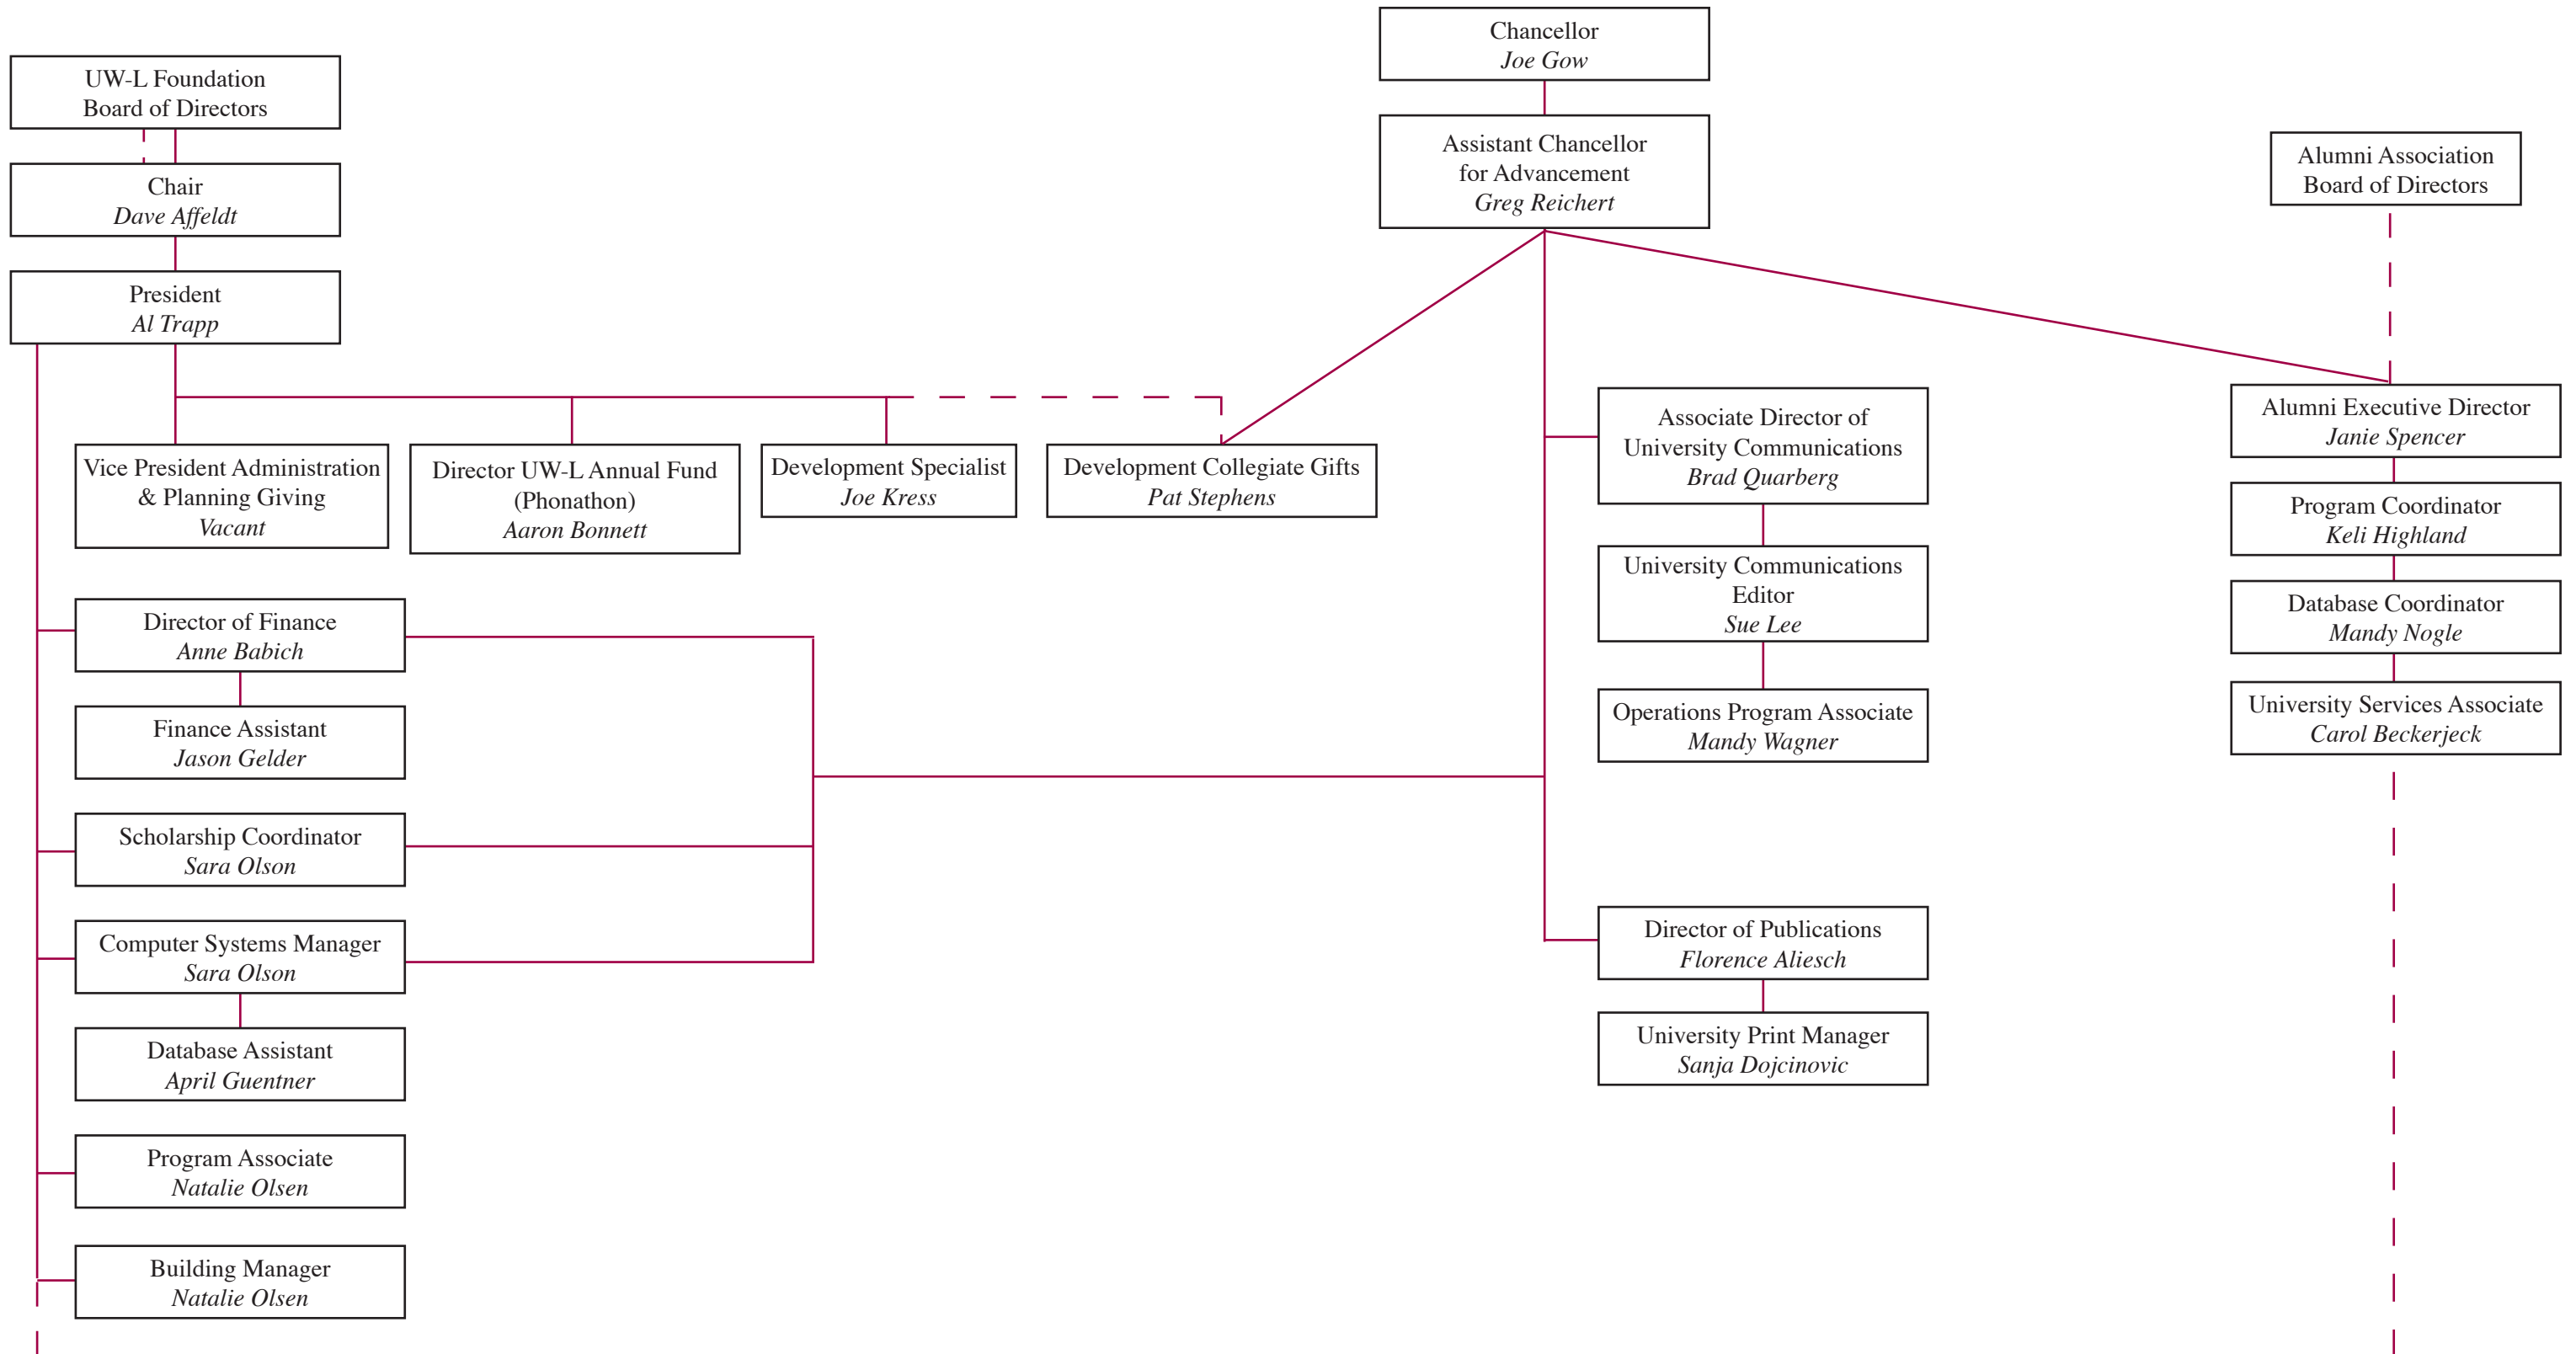 Chancellor
Joe Gow
UW-L Foundation
Board of Directors
Assistant Chancellor
for Advancement
Greg Reichert
Alumni Association
Board of Directors
Chair
Dave Affeldt
President
Al Trapp
Vice President Administration
& Planning Giving
Vacant
Director UW-L Annual Fund
(Phonathon)
Aaron Bonnett
Development Specialist
Joe Kress
Development Collegiate Gifts
Pat Stephens
Associate Director of
University Communications
Brad Quarberg
University Communications
Editor
Sue Lee
Operations Program Associate
Mandy Wagner
Alumni Executive Director
Janie Spencer
Program Coordinator
Keli Highland
Database Coordinator
Mandy Nogle
University Services Associate
Carol Beckerjeck
Director of Finance
Anne Babich
Finance Assistant
Jason Gelder
Scholarship Coordinator
Sara Olson
Computer Systems Manager
Sara Olson
Database Assistant
April Guentner
Program Associate
Natalie Olsen
Building Manager
Natalie Olsen
Director of Publications
Florence Aliesch
University Print Manager
Sanja Dojcinovic